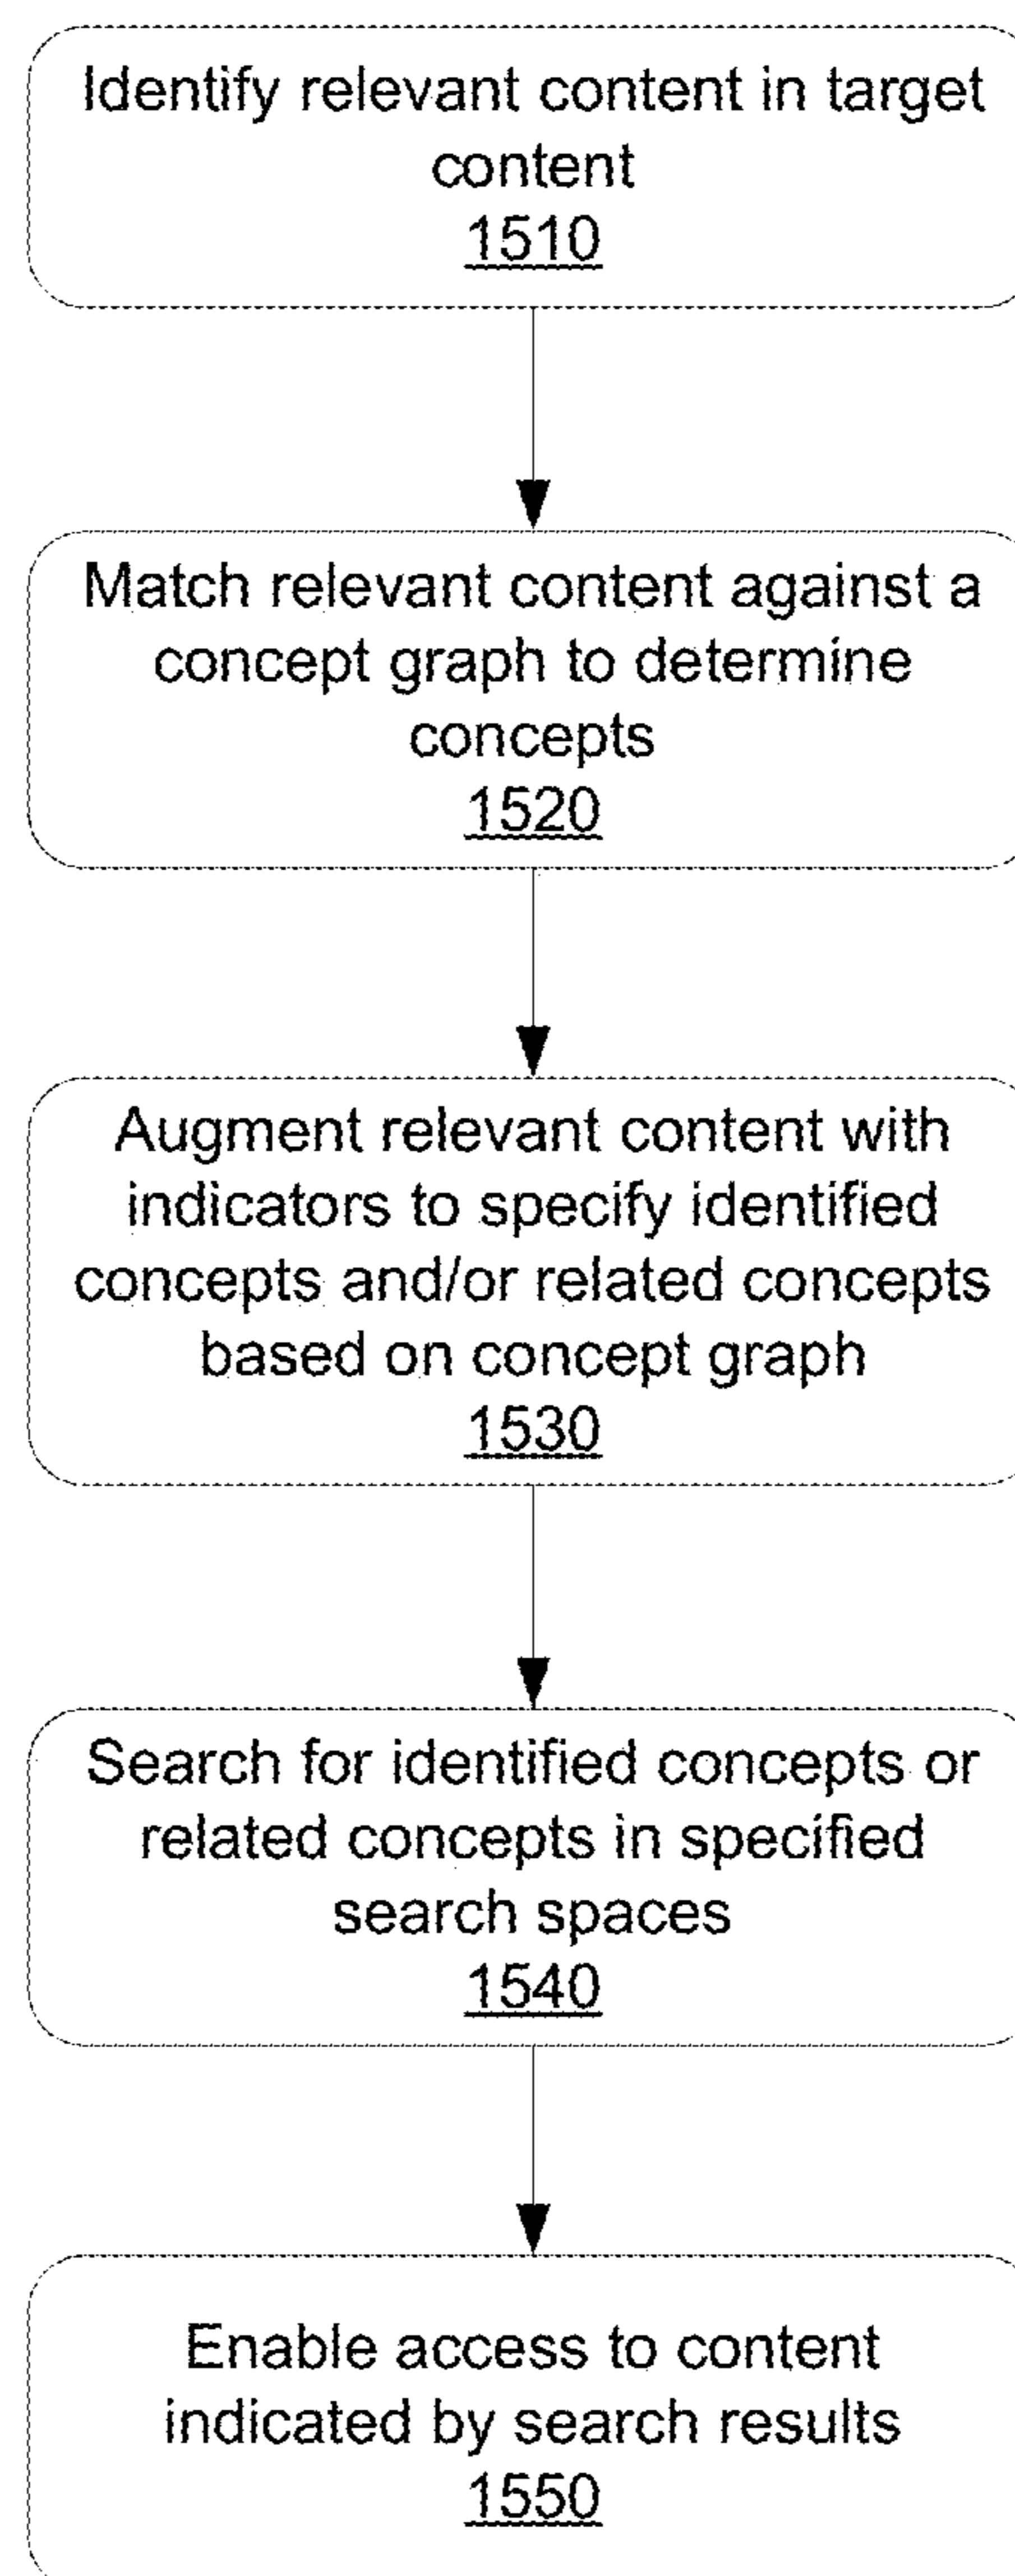 Identify relevant content in target
content
1510
Match relevant content against a
concept graph to determine
concepts
1520
Augment relevant content with
indicators to specify identified
concepts and/or related concepts
based on concept graph
1530
Search for identified concepts or
related concepts in specified
search spaces
1540
Enable access to content
indicated by search results
1550